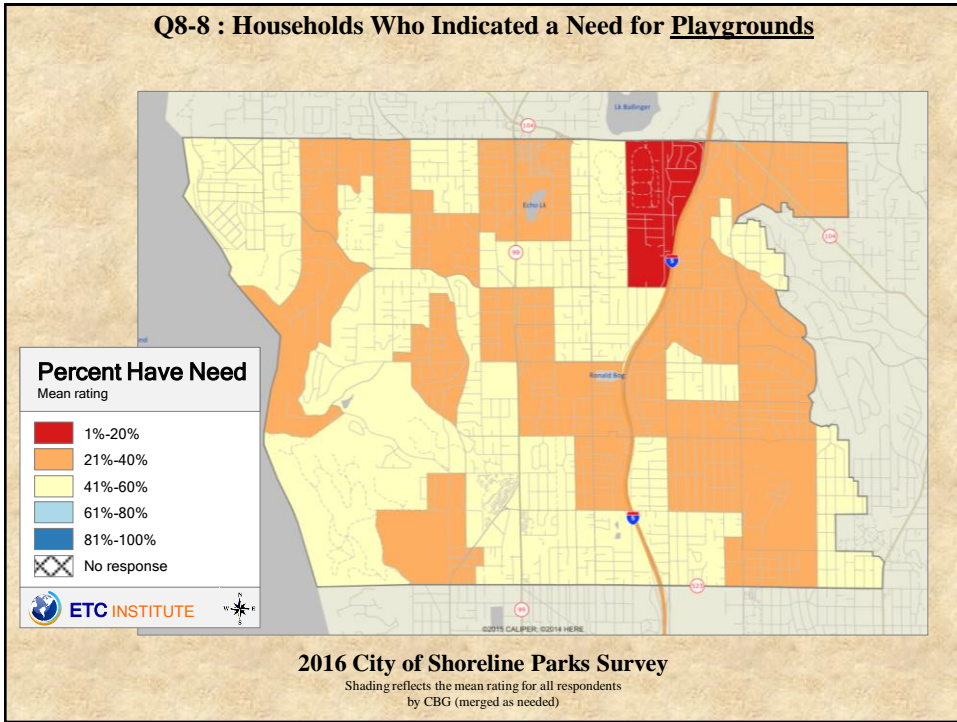 Q8-8 : Households Who Indicated a Need for Playgrounds
Lk Ballinger
104
Echo Lk
99
104
5
nd
Ronald Bog
Percent Have Need
Mean rating
1%-20%
21%-40%
41%-60%
61%-80%
81%-100%
No response
ETC INSTITUTE
N
W E
S
5
523
99
©2015 CALIPER; ©2014 HERE
2016 City of Shoreline Parks Survey
Shading reflects the mean rating for all respondents
by CBG (merged as needed)